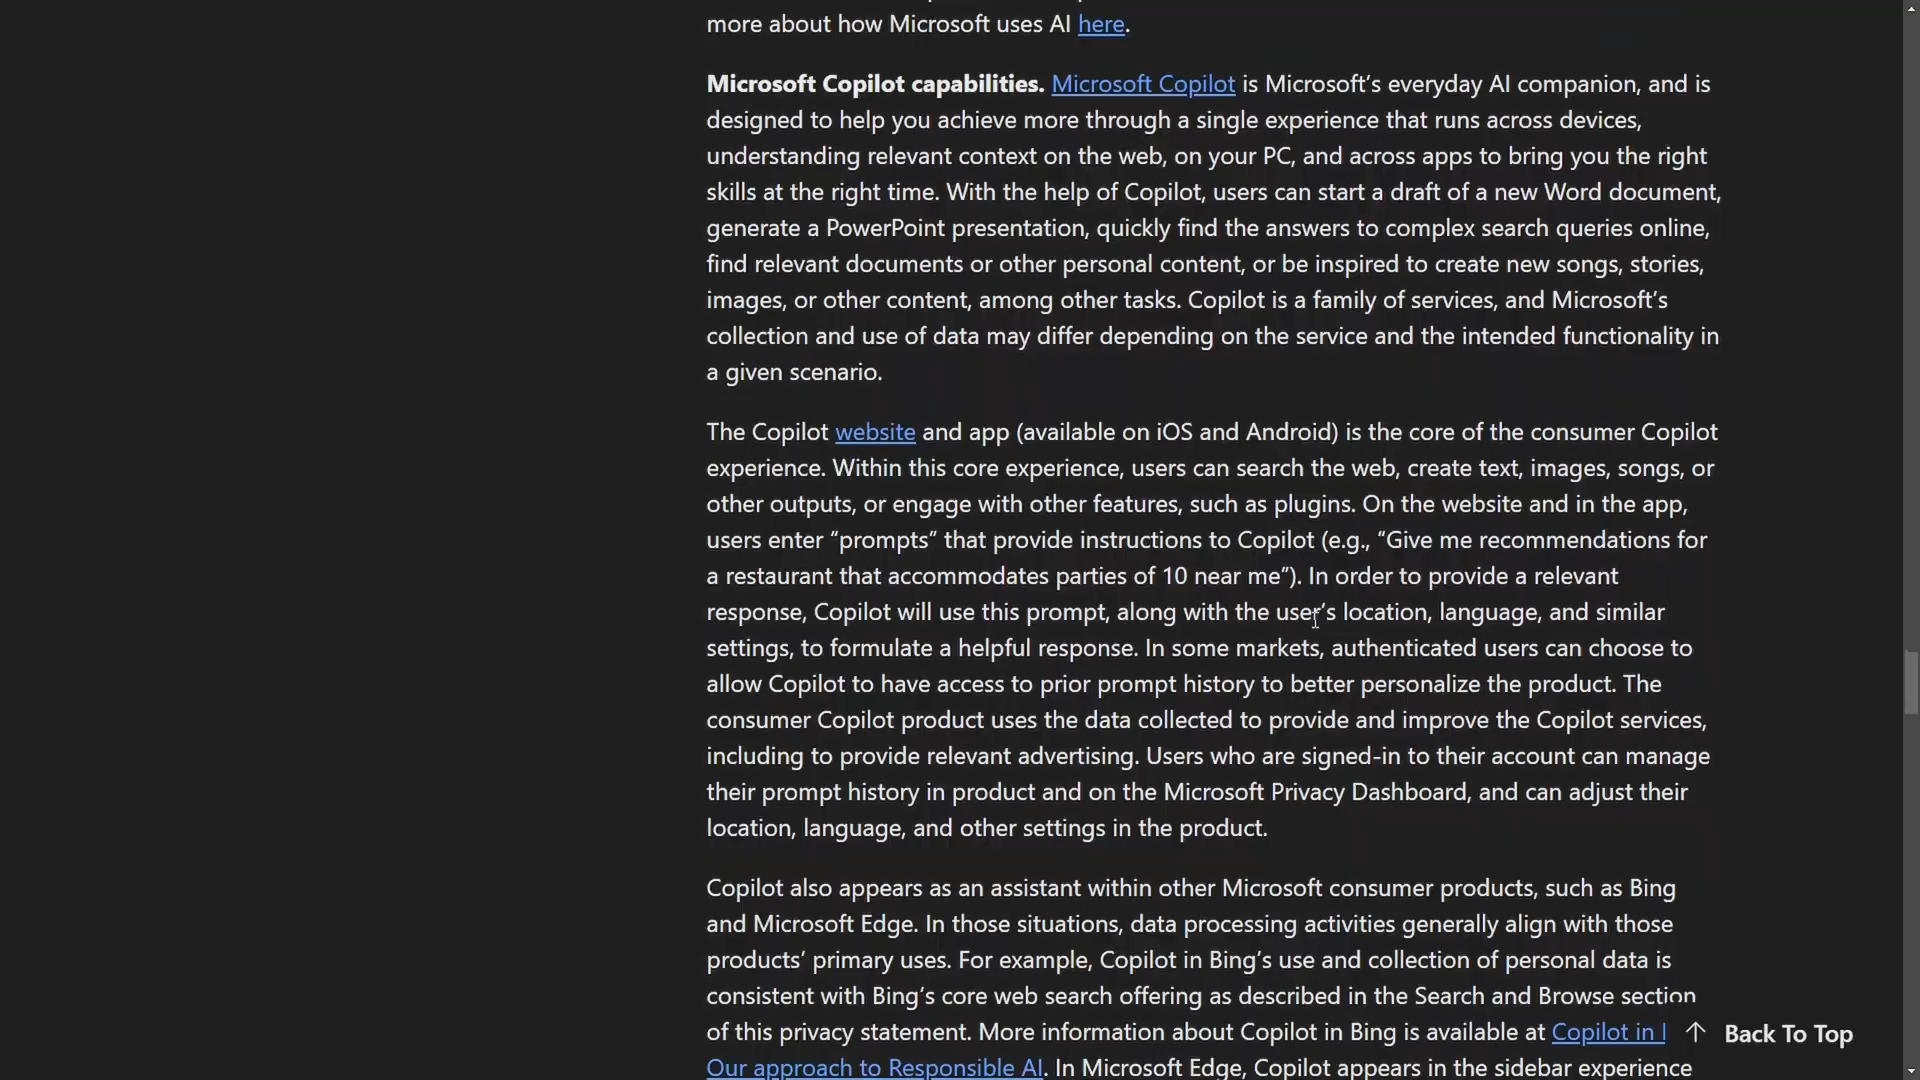 more about how Microsoft uses AI here.
Microsoft Copilot capabilities. Microsoft Copilot is Microsoft’s everyday AI companion, and is
designed to help you achieve more through a single experience that runs across devices,
understanding relevant context on the web, on your PC, and across apps to bring you the right
skills at the right time. With the help of Copilot, users can start a draft of a new Word document,
generate a PowerPoint presentation, quickly find the answers to complex search queries online,
find relevant documents or other personal content, or be inspired to create new songs, stories,
images, or other content, among other tasks. Copilot is a family of services, and Microsoft’s
collection and use of data may differ depending on the service and the intended functionality in
a given scenario.
The Copilot website and app (available on iOS and Android) is the core of the consumer Copilot
experience. Within this core experience, users can search the web, create text, images, songs, or
other outputs, or engage with other features, such as plugins. On the website and in the app,
users enter “prompts” that provide instructions to Copilot (e.g., “Give me recommendations for
a restaurant that accommodates parties of 10 near me”). In order to provide a relevant
response, Copilot will use this prompt, along with the user’s location, language, and similar
settings, to formulate a helpful response. In some markets, authenticated users can choose to
allow Copilot to have access to prior prompt history to better personalize the product. The
consumer Copilot product uses the data collected to provide and improve the Copilot services,
including to provide relevant advertising. Users who are signed-in to their account can manage
their prompt history in product and on the Microsoft Privacy Dashboard, and can adjust their
location, language, and other settings in the product.
Copilot also appears as an assistant within other Microsoft consumer products, such as Bing
and Microsoft Edge. In those situations, data processing activities generally align with those
products’ primary uses. For example, Copilot in Bing’s use and collection of personal data is
consistent with Bing’s core web search offering as described in the Search and Browse section
of this privacy statement. More information about Copilot in Bing is available at Copilot in
Back To Top
Our approach to Responsible AI. In Microsoft Edge, Copilot appears in the sidebar experience